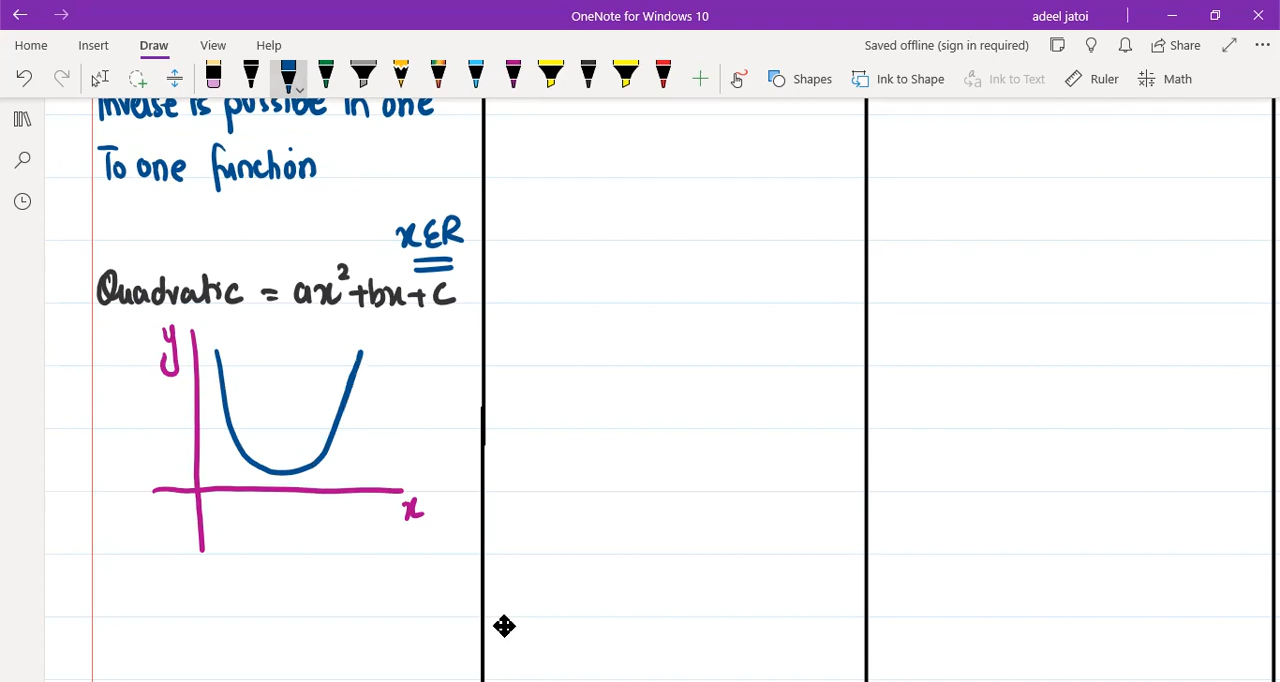 OneNote for Windows 10
adeel jatoi
Home Insert Draw View Help
Saved offline (sign in required)
Share
Shapes
Ink to Shape
Ink to Text
Ruler
Math
Inverse is possible in one
To one function
x∈R
Quadratic = ax²+bx+c
y
x